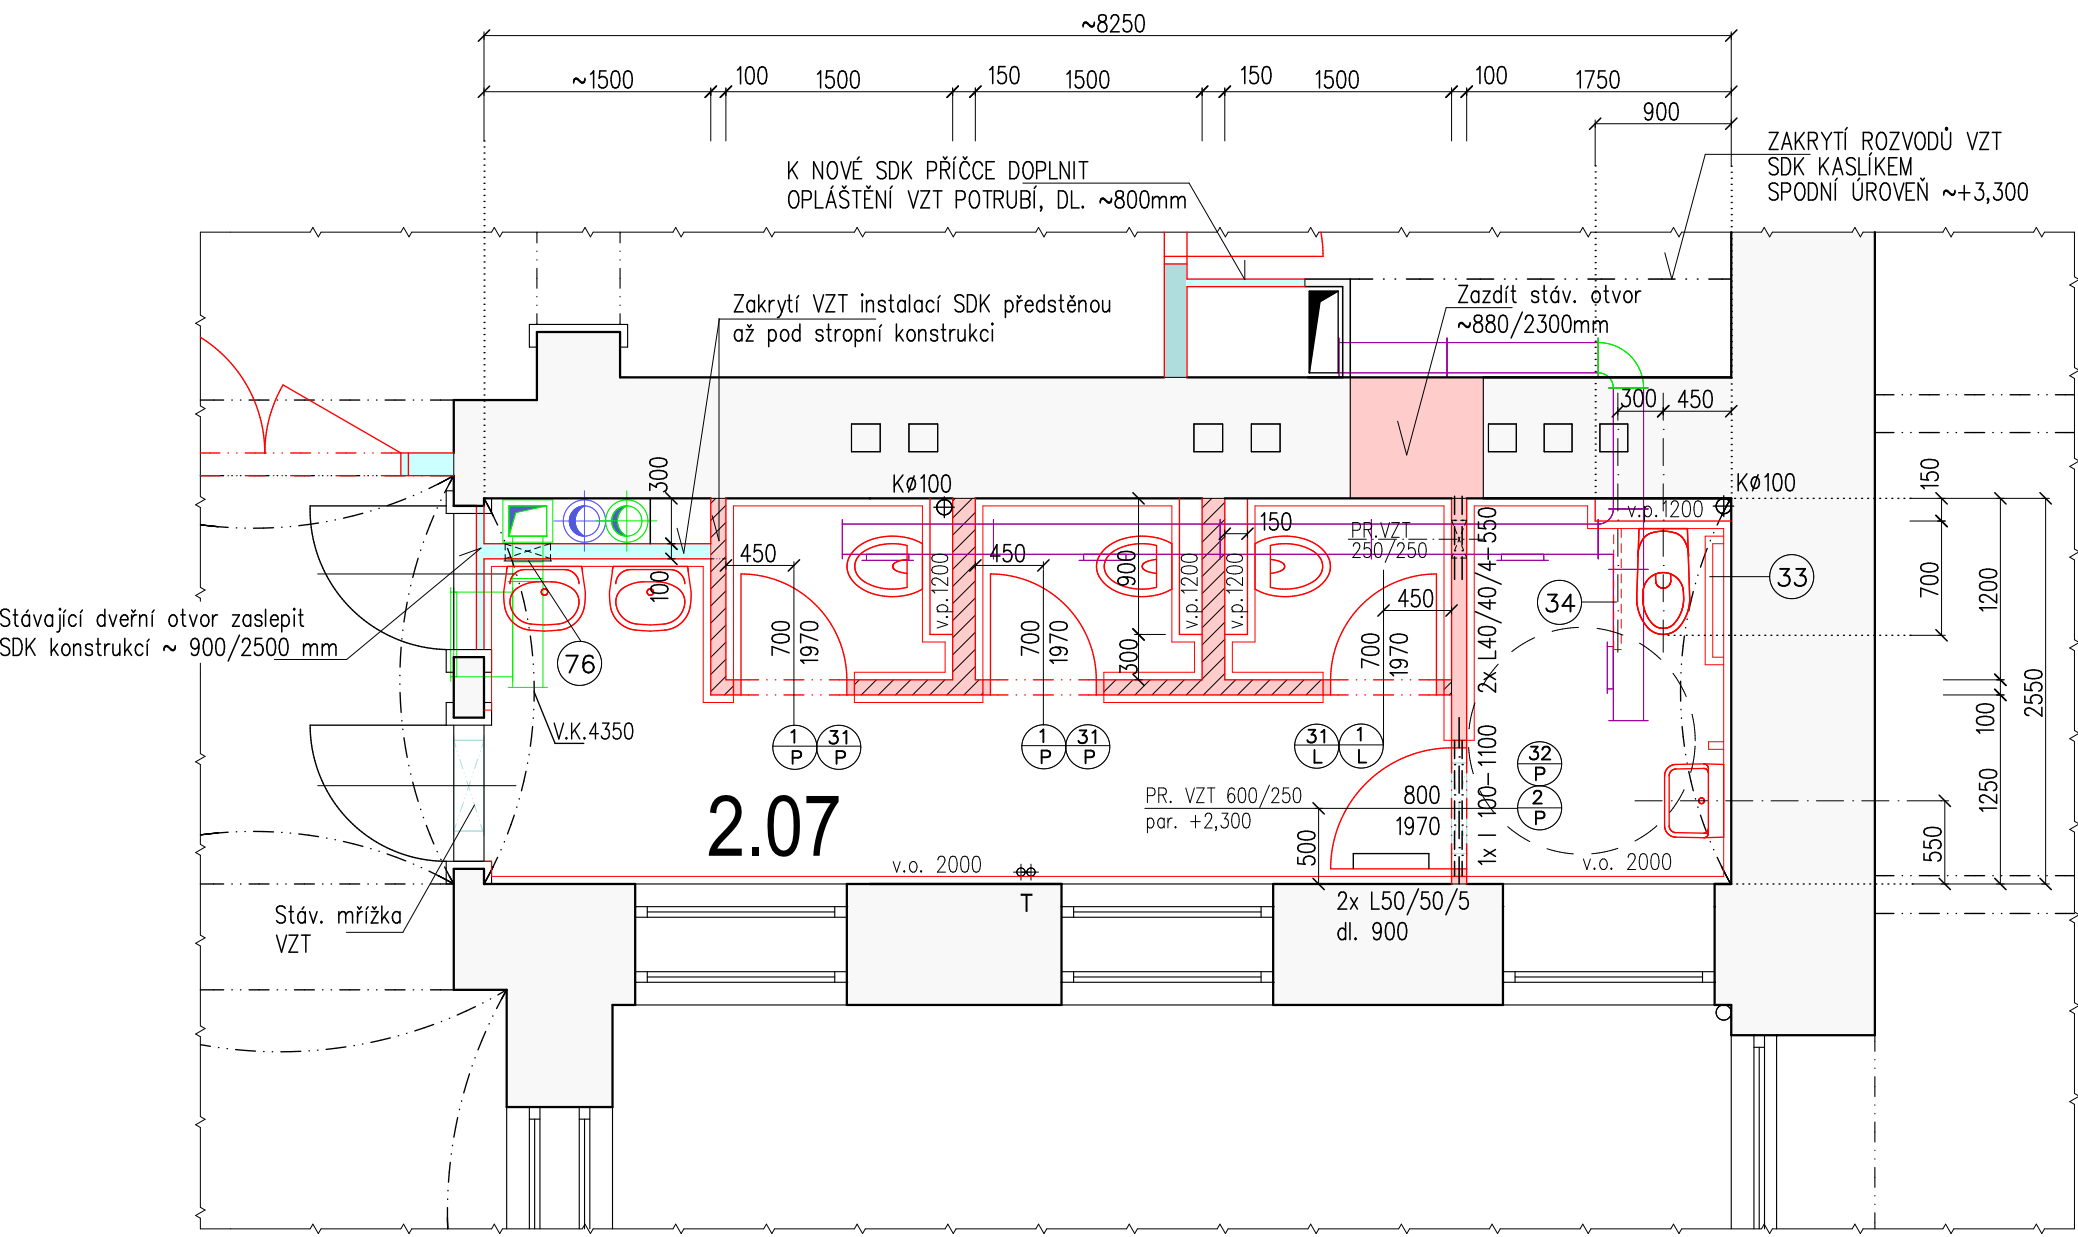 ~8250
~1500
100
1500
150
1500
150
1500
100
1750
900
ZAKRYTÍ ROZVODŮ VZT
SDK KASLÍKEM
SPODNÍ ÚROVEŇ ~+3,300
K NOVÉ SDK PŘÍČCE DOPLNIT
OPLÁŠTĚNÍ VZT POTRUBÍ, DL. ~800mm
Zakrytí VZT instalací SDK předstěnou
až pod stropní konstrukci
Zazdít stáv. otvor
~880/2300mm
300
450
KØ100
KØ100
v.p.1200
300
100
450
450
150
900
300
v.p.1200
v.p.1200
v.p.1200
PR.VZT
250/250
450
2x L40/40/4-550
1x I 100-1100
34
33
150
700
1200
100
1250
550
2550
Stávající dveřní otvor zaslepit
SDK konstrukcí ~ 900/2500 mm
76
V.K.4350
700
1970
700
1970
700
1970
1
P
31
P
1
P
31
P
31
L
1
L
32
P
2
P
2.07
PR. VZT 600/250
par. +2,300
800
1970
500
v.o. 2000
v.o. 2000
T
2x L50/50/5
dl. 900
Stáv. mřížka
VZT